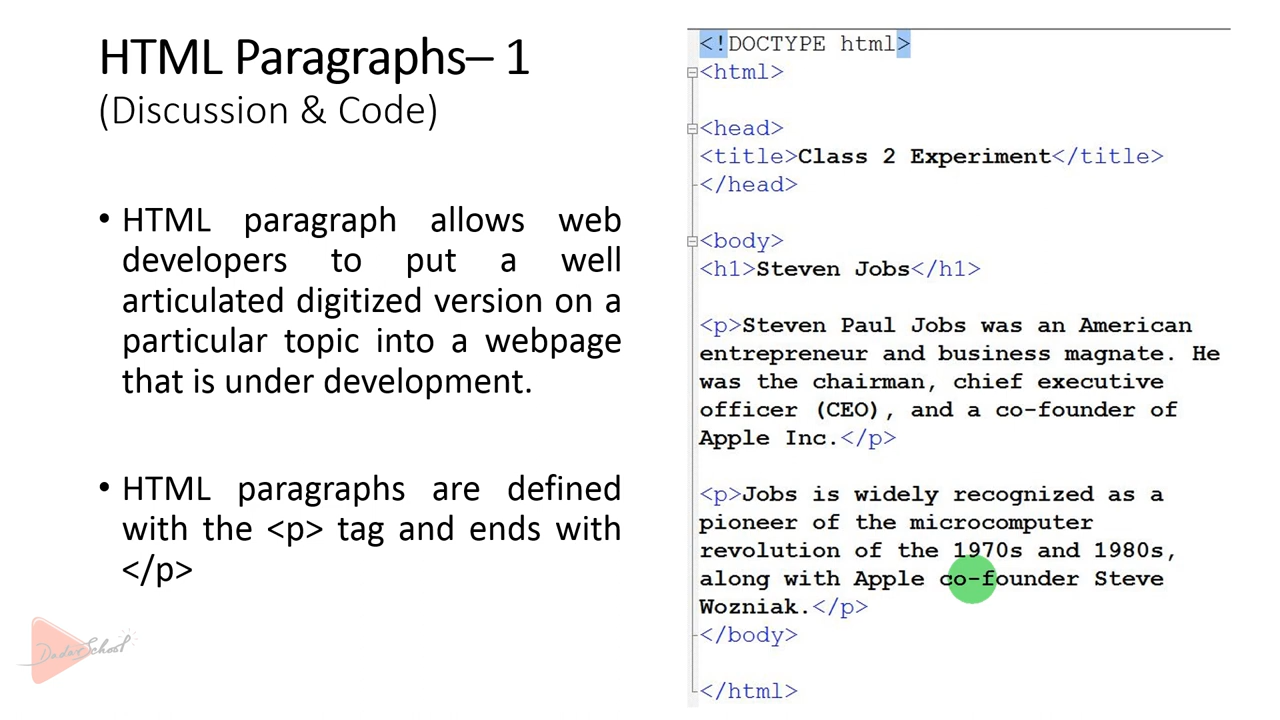 HTML Paragraphs– 1
(Discussion & Code)
• HTML paragraph allows web
developers to put a well
articulated digitized version on a
particular topic into a webpage
that is under development.
• HTML paragraphs are defined
with the <p> tag and ends with
</p>
Dadar School
<!DOCTYPE html>
<html>
<head>
<title>Class 2 Experiment</title>
</head>
<body>
<h1>Steven Jobs</h1>
<p>Steven Paul Jobs was an American
entrepreneur and business magnate. He
was the chairman, chief executive
officer (CEO), and a co-founder of
Apple Inc.</p>
<p>Jobs is widely recognized as a
pioneer of the microcomputer
revolution of the 1970s and 1980s,
along with Apple co-founder Steve
Wozniak.</p>
</body>
</html>